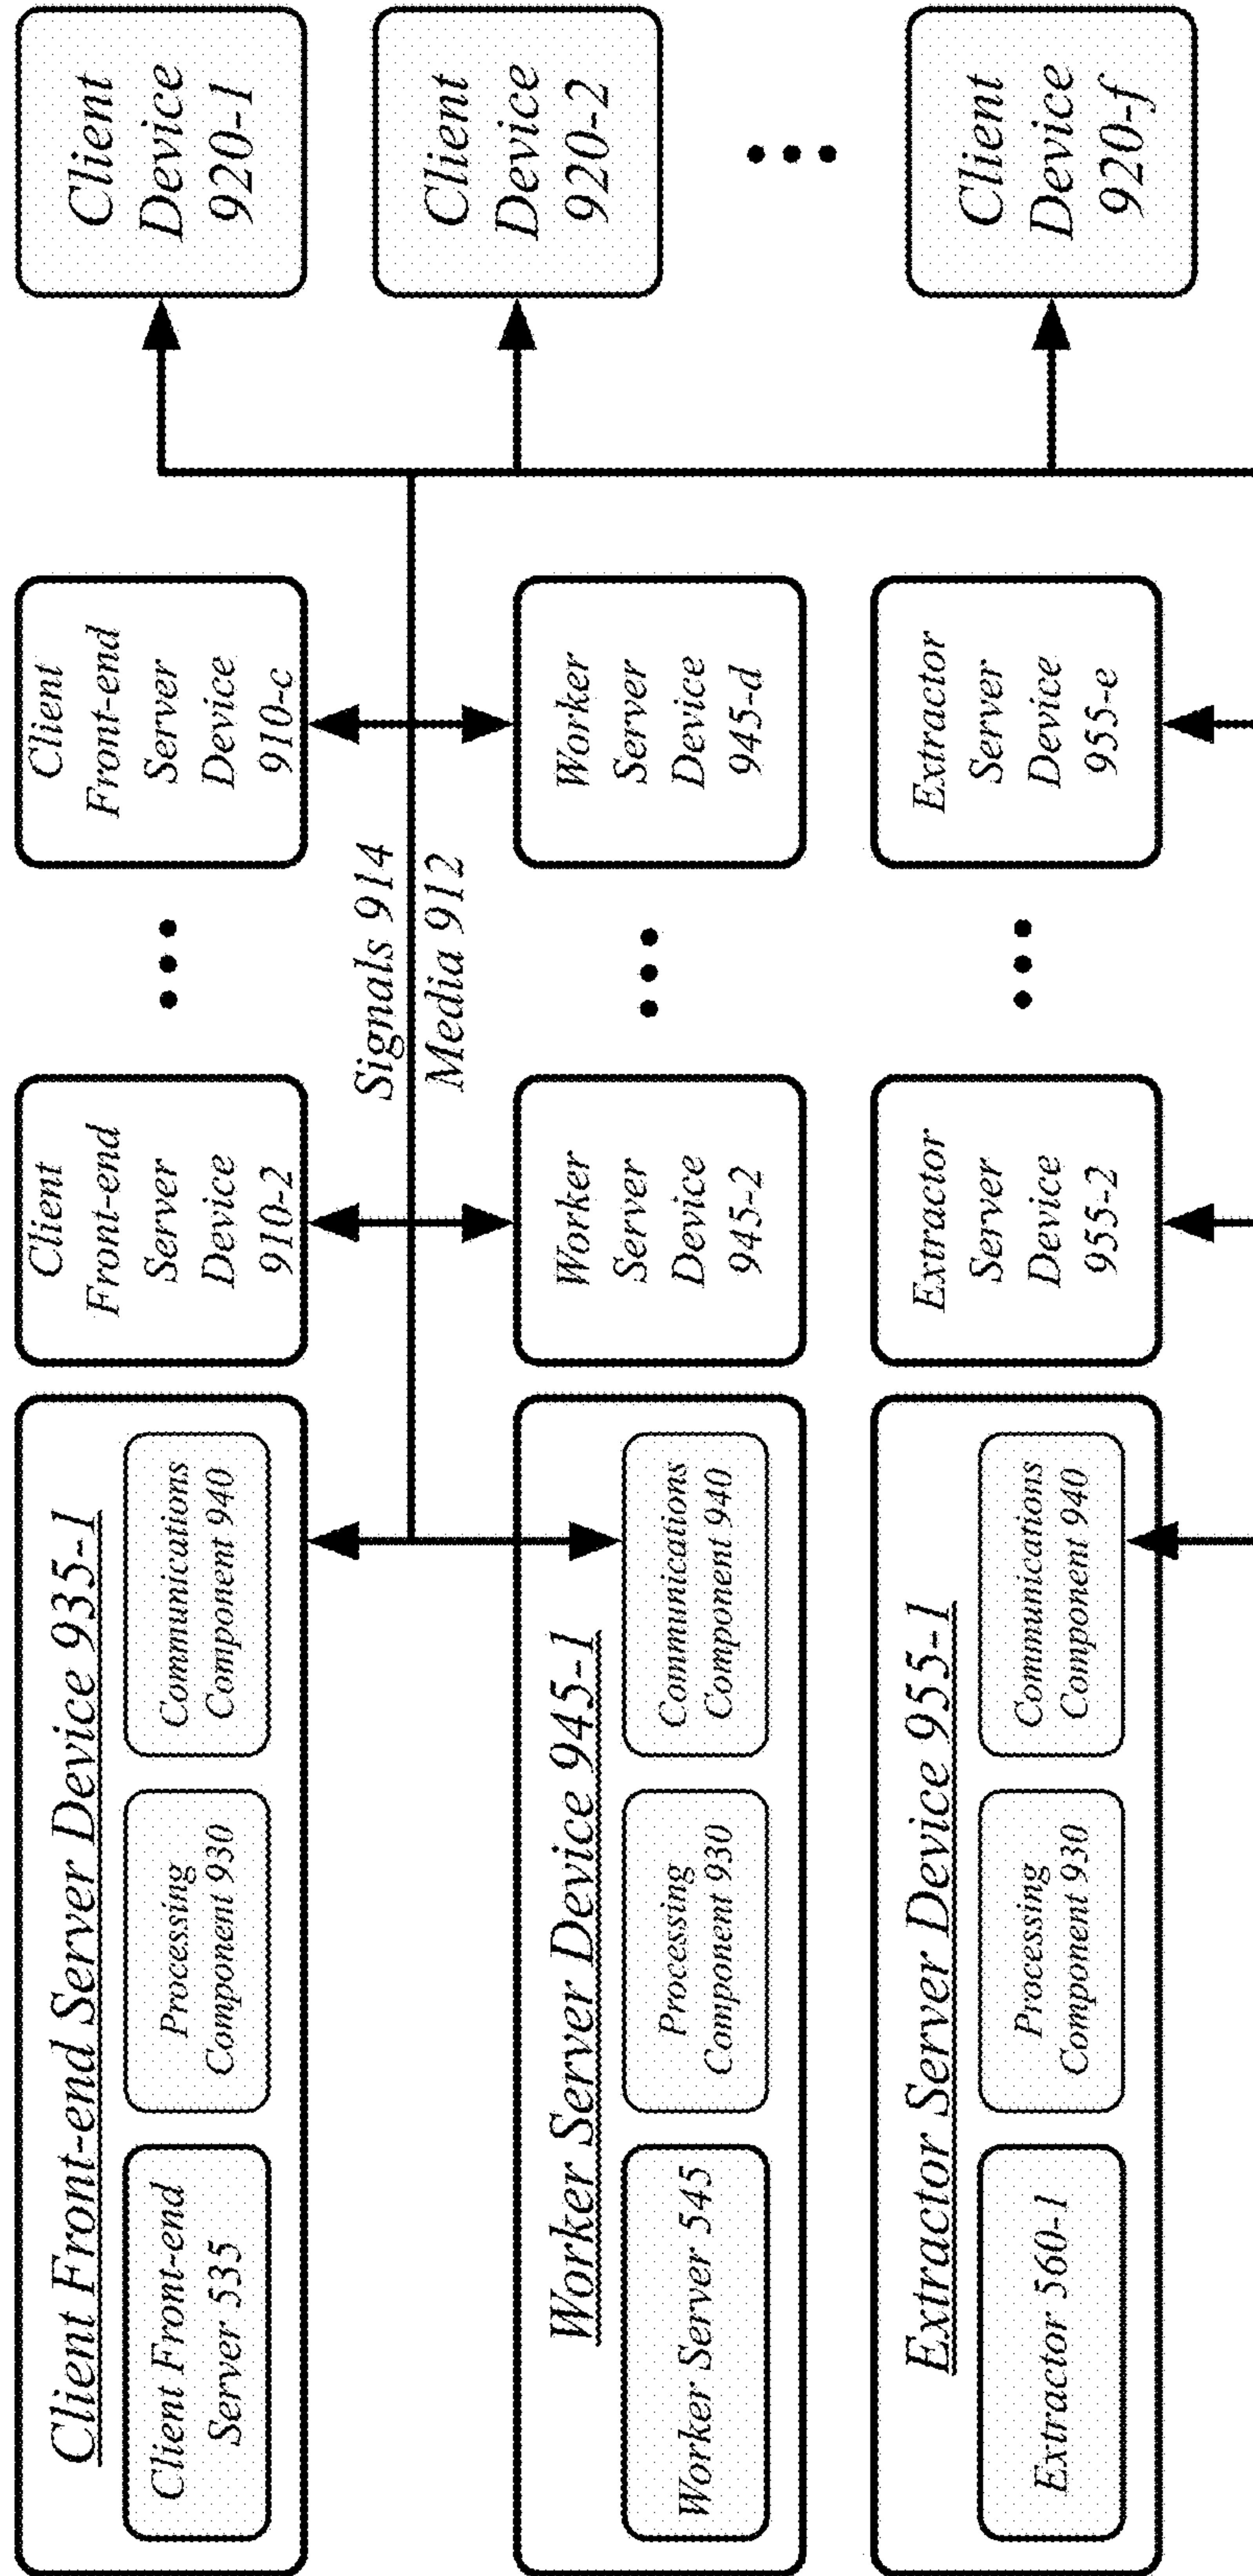 Client Front-end Server Device 935-1
Client Front-end
Server 535
Processing
Component 930
Communications
Component 940
Client
Front-end
Server
Device
910-2
Client
Front-end
Server
Device
910-c
Client
Device
920-1
Signals 914
Media 912
Worker Server Device 945-1
Worker Server 545
Processing
Component 930
Communications
Component 940
Worker
Server
Device
945-2
Worker
Server
Device
945-d
Client
Device
920-2
Extractor Server Device 955-1
Extractor 560-1
Processing
Component 930
Communications
Component 940
Extractor
Server
Device
955-2
Extractor
Server
Device
955-e
Client
Device
920-f